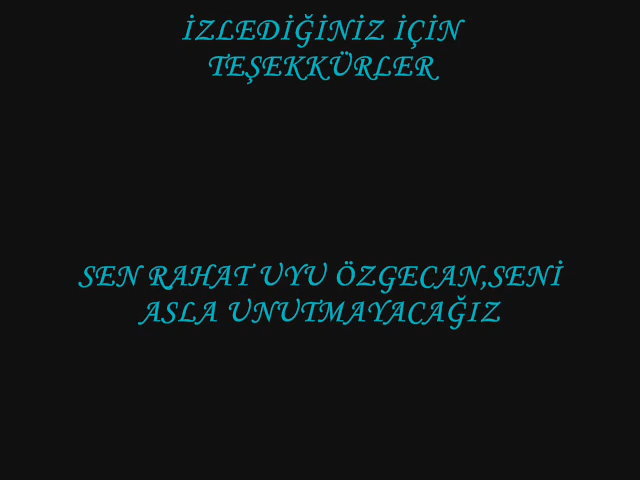 İZLEDİĞİNİZ İÇİN
TEŞEKKÜRLER
SEN RAHAT UYU ÖZGECAN,SENİ
ASLA UNUTMAYACAĞIZ